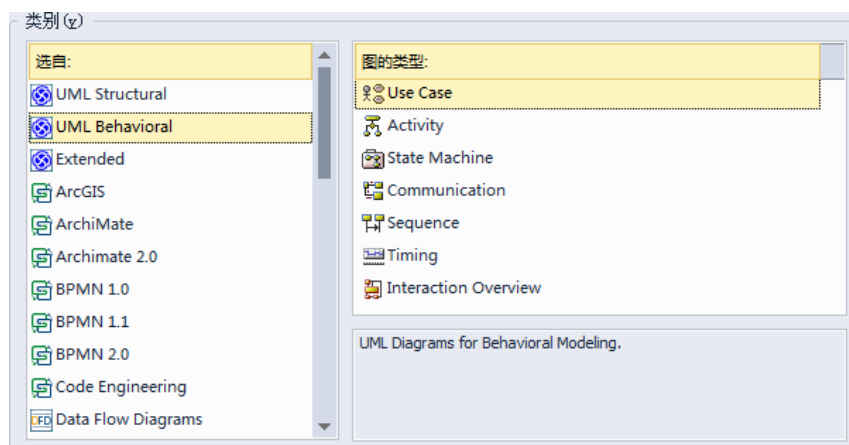 类别(y)
选自:
UML Structural
UML Behavioral
Extended
ArcGIS
ArchiMate
Archimate 2.0
BPMN 1.0
BPMN 1.1
BPMN 2.0
Code Engineering
DFD Data Flow Diagrams
图的类型:
Use Case
Activity
State Machine
Communication
Sequence
Timing
Interaction Overview
UML Diagrams for Behavioral Modeling.